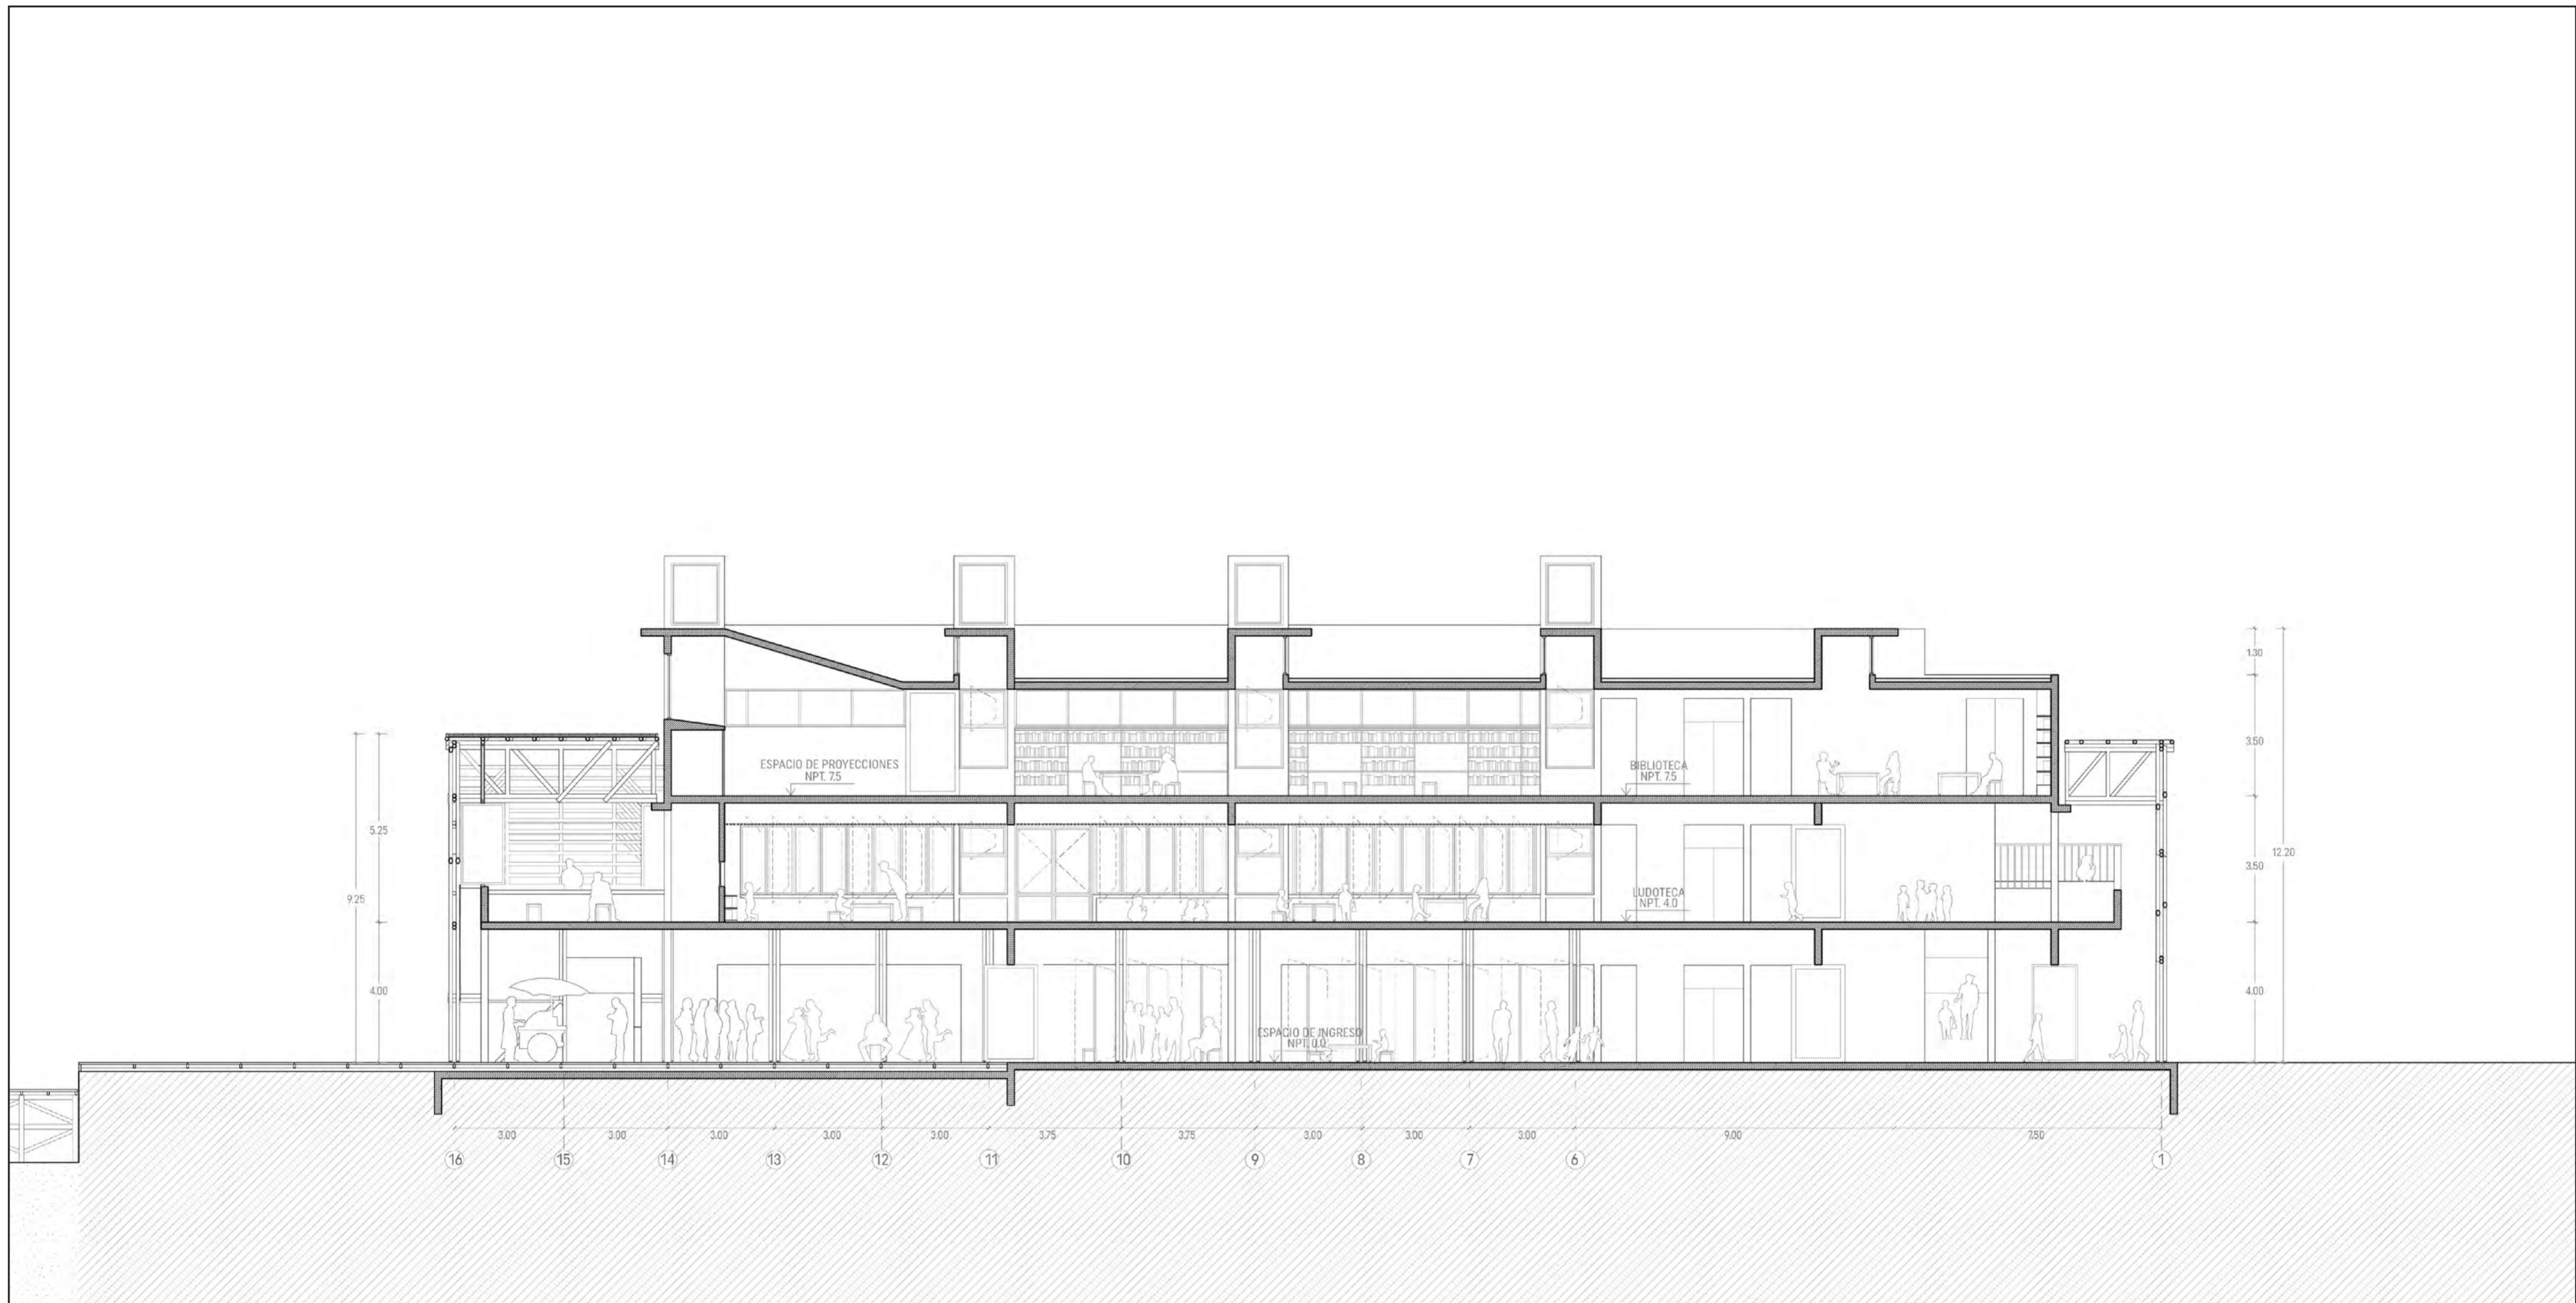 1.30
3.50
ESPACIO DE PROYECCIONES
NPT. 7.5
BIBLIOTECA
NPT. 7.5
5.25
9.25
3.50
12.20
LUDOTECA
NPT. 4.0
4.00
4.00
ESPACIO DE INGRESO
NPT. 0.0
3.00 3.00 3.00 3.00 3.00 3.75 3.75 3.00 3.00 3.00 9.00 7.50
16 15 14 13 12 11 10 9 8 7 6 1